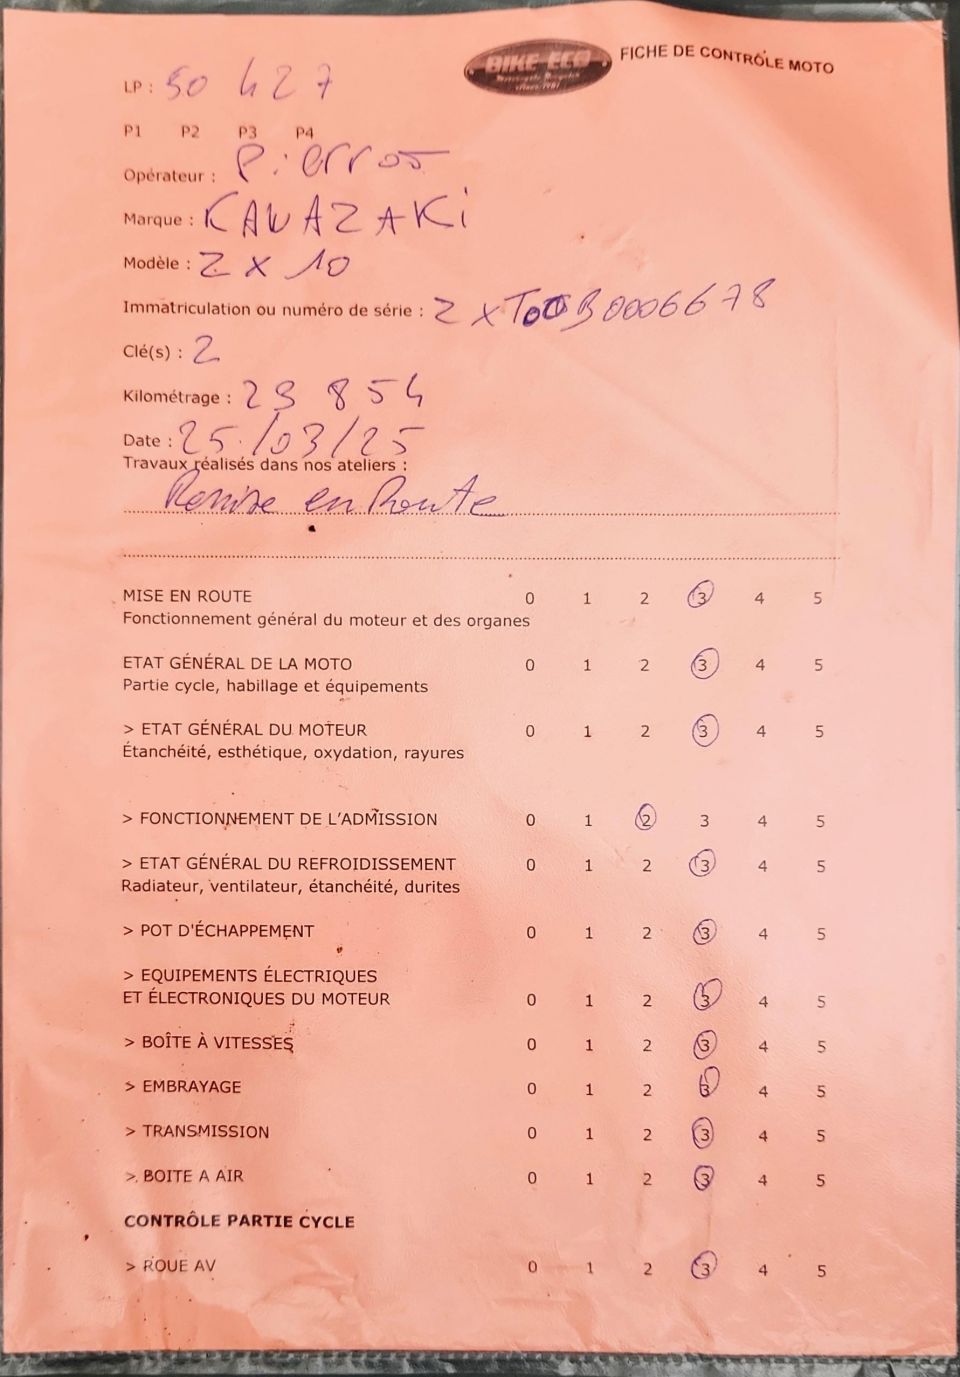 BIKE-ECO
FICHE DE CONTRÔLE MOTO
LP : 50 427
P1 P2 P3 P4
Opérateur : Pierrot
Marque : KAWAZAKi
Modèle : ZX 10
Immatriculation ou numéro de série : ZXT00B0006678
Clé(s) : 2
Kilométrage : 23 854
Date : 25/03/25
Travaux réalisés dans nos ateliers :
Remise en Route
MISE EN ROUTE 0 1 2 3 4 5
Fonctionnement général du moteur et des organes
ETAT GÉNÉRAL DE LA MOTO 0 1 2 3 4 5
Partie cycle, habillage et équipements
> ETAT GÉNÉRAL DU MOTEUR 0 1 2 3 4 5
Étanchéité, esthétique, oxydation, rayures
> FONCTIONNEMENT DE L'ADMISSION 0 1 2 3 4 5
> ETAT GÉNÉRAL DU REFROIDISSEMENT 0 1 2 3 4 5
Radiateur, ventilateur, étanchéité, durites
> POT D'ÉCHAPPEMENT 0 1 2 3 4 5
> EQUIPEMENTS ÉLECTRIQUES
ET ÉLECTRONIQUES DU MOTEUR 0 1 2 3 4 5
> BOÎTE À VITESSES 0 1 2 3 4 5
> EMBRAYAGE 0 1 2 3 4 5
> TRANSMISSION 0 1 2 3 4 5
> BOITE A AIR 0 1 2 3 4 5
CONTRÔLE PARTIE CYCLE
> ROUE AV 0 1 2 3 4 5